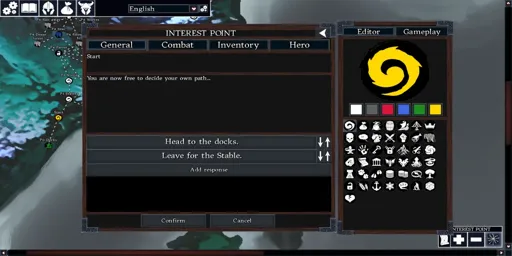 English
INTEREST POINT
General Combat Inventory Hero
Start
You are now free to decide your own path...
Head to the docks.
Leave for the Stable.
Add response
Confirm Cancel
Editor Gameplay
INTEREST POINT